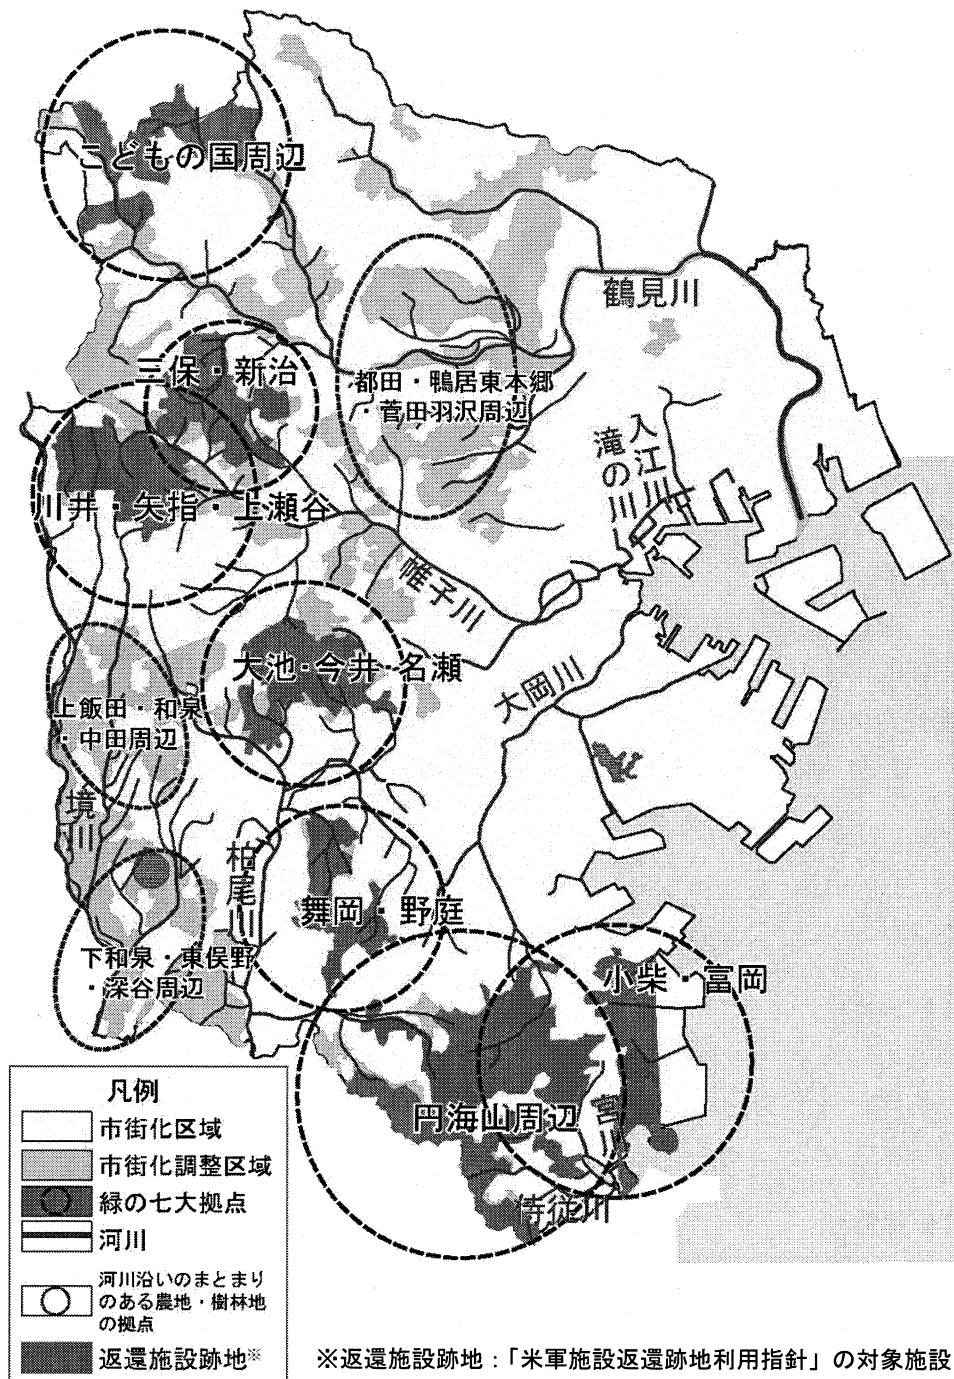 こどもの国周辺
鶴見川
三保・新治
都田・鴨居東本郷
・菅田羽沢周辺
入江川
滝の川
川井・矢指・上瀬谷
帷子川
大池・今井・名瀬
大岡川
上飯田・和泉
・中田周辺
境川
柏尾川
舞岡・野庭
下和泉・東俣野
・深谷周辺
小柴・富岡
円海山周辺
宮川
侍従川
凡例
市街化区域
市街化調整区域
緑の七大拠点
河川
河川沿いのまとまり
のある農地・樹林地
の拠点
返還施設跡地※
※返還施設跡地：「米軍施設返還跡地利用指針」の対象施設